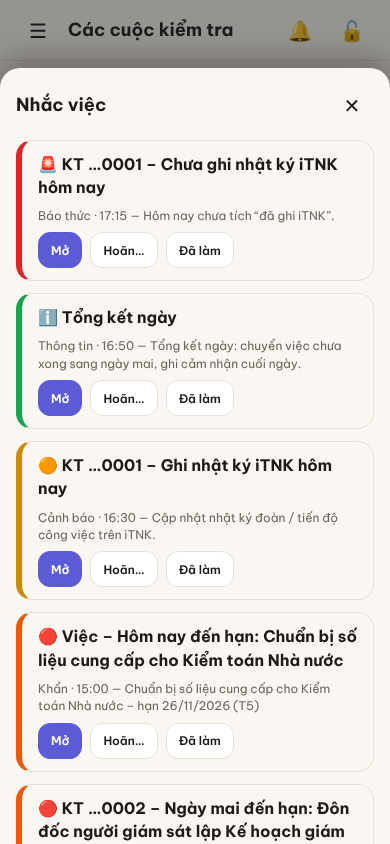 Các cuộc kiểm tra
Nhắc việc
KT ...0001 – Chưa ghi nhật ký iTNK
hôm nay
Báo thức · 17:15 — Hôm nay chưa tích “đã ghi iTNK”.
Mở Hoãn... Đã làm
Tổng kết ngày
Thông tin · 16:50 — Tổng kết ngày: chuyển việc chưa
xong sang ngày mai, ghi cảm nhận cuối ngày.
Mở Hoãn... Đã làm
KT ...0001 – Ghi nhật ký iTNK hôm
nay
Cảnh báo · 16:30 — Cập nhật nhật ký đoàn / tiến độ
công việc trên iTNK.
Mở Hoãn... Đã làm
Việc – Hôm nay đến hạn: Chuẩn bị số
liệu cung cấp cho Kiểm toán Nhà nước
Khẩn · 15:00 — Chuẩn bị số liệu cung cấp cho Kiểm
toán Nhà nước – hạn 26/11/2026 (T5)
Mở Hoãn... Đã làm
KT ...0002 – Ngày mai đến hạn: Đôn
đốc người giám sát lập Kế hoạch giám